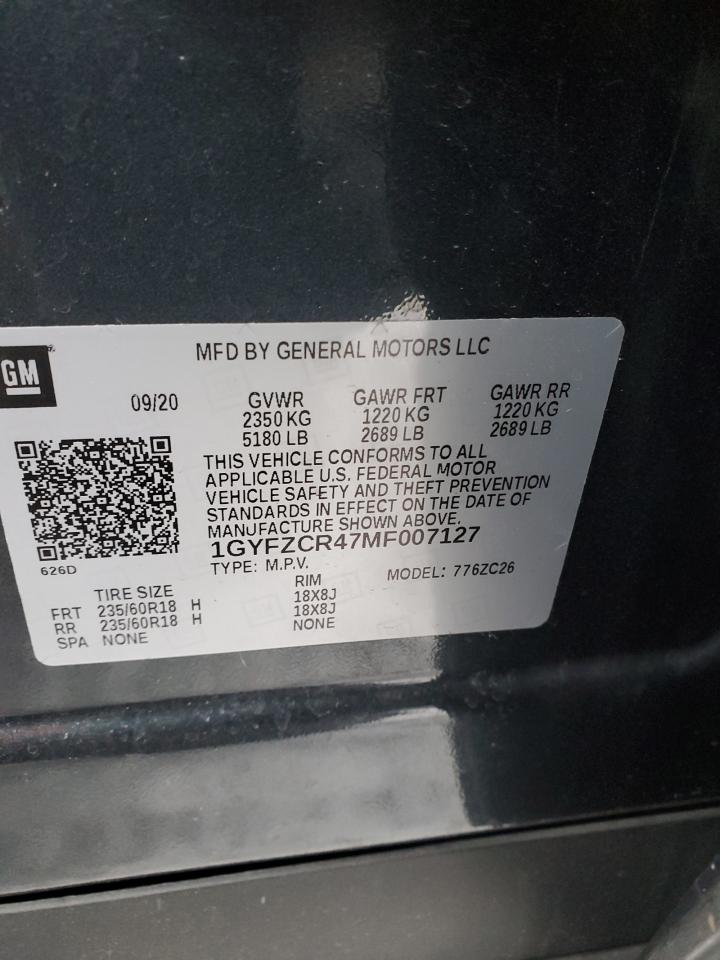 GM
MFD BY GENERAL MOTORS LLC
09/20 GVWR GAWR FRT GAWR RR
2350 KG 1220 KG 1220 KG
5180 LB 2689 LB 2689 LB
THIS VEHICLE CONFORMS TO ALL
APPLICABLE U.S. FEDERAL MOTOR
VEHICLE SAFETY AND THEFT PREVENTION
STANDARDS IN EFFECT ON THE DATE OF
MANUFACTURE SHOWN ABOVE.
1GYFZCR47MF007127
626D
TYPE: M.P.V. MODEL: 776ZC26
TIRE SIZE RIM
FRT 235/60R18 H 18X8J
RR 235/60R18 H 18X8J
SPA NONE NONE